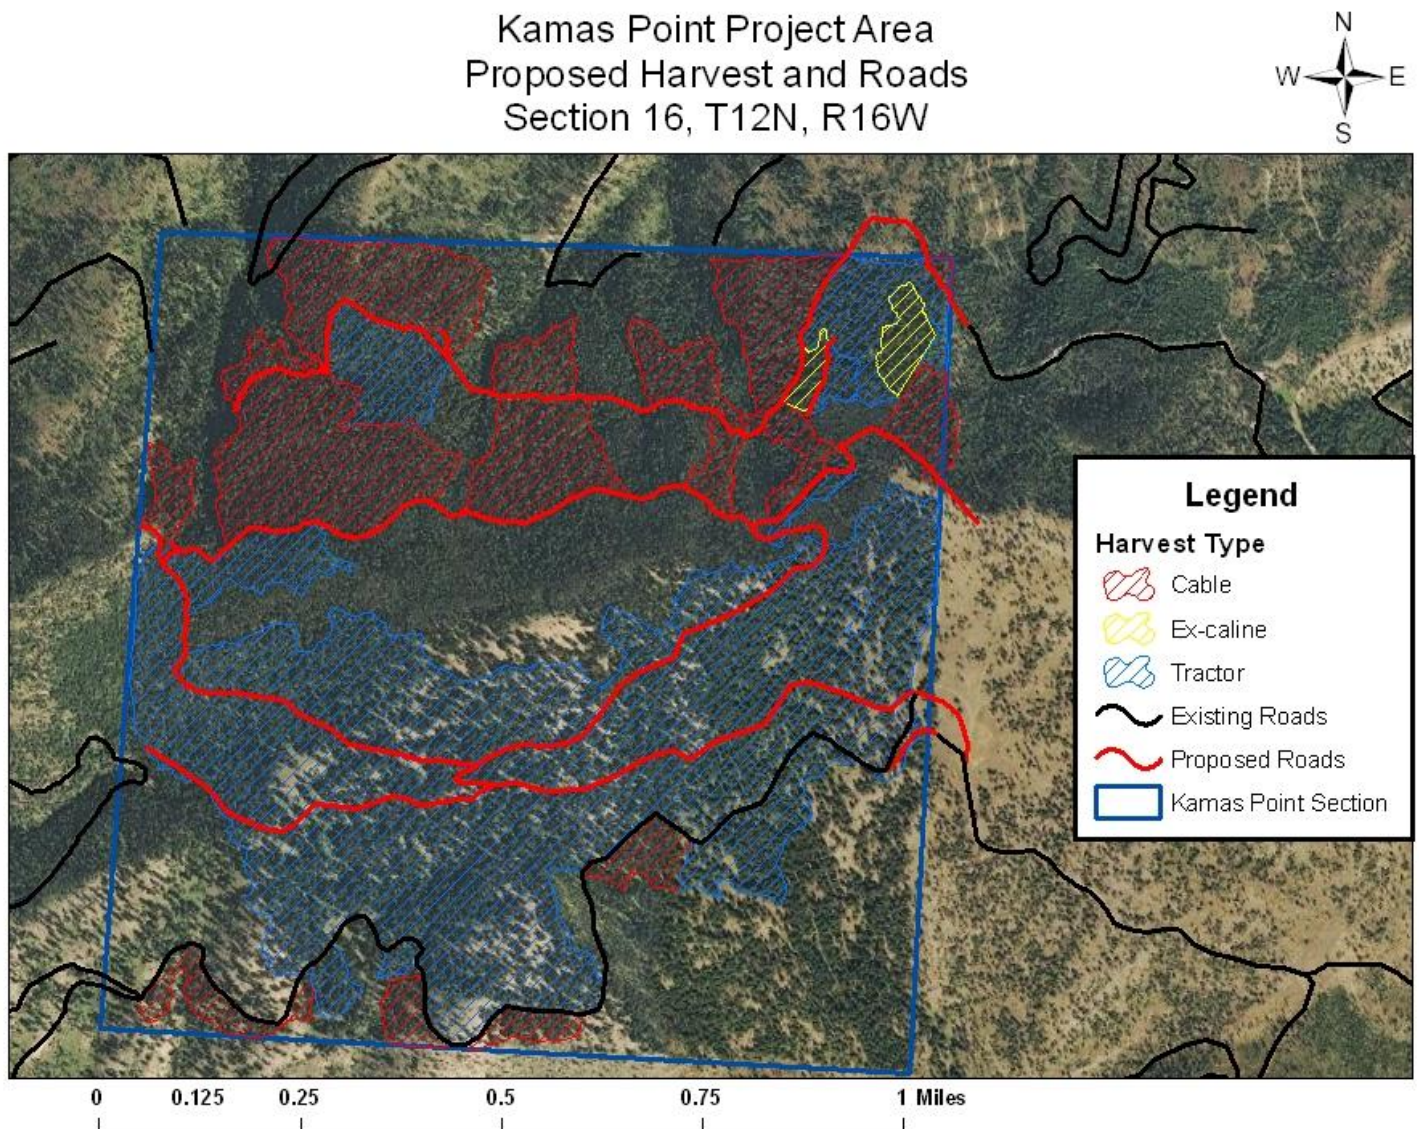 Kamas Point Project Area
Proposed Harvest and Roads
Section 16, T12N, R16W
N
W E
S
Legend
Harvest Type
Cable
Ex-caline
Tractor
Existing Roads
Proposed Roads
Kamas Point Section
0 0.125 0.25 0.5 0.75 1 Miles